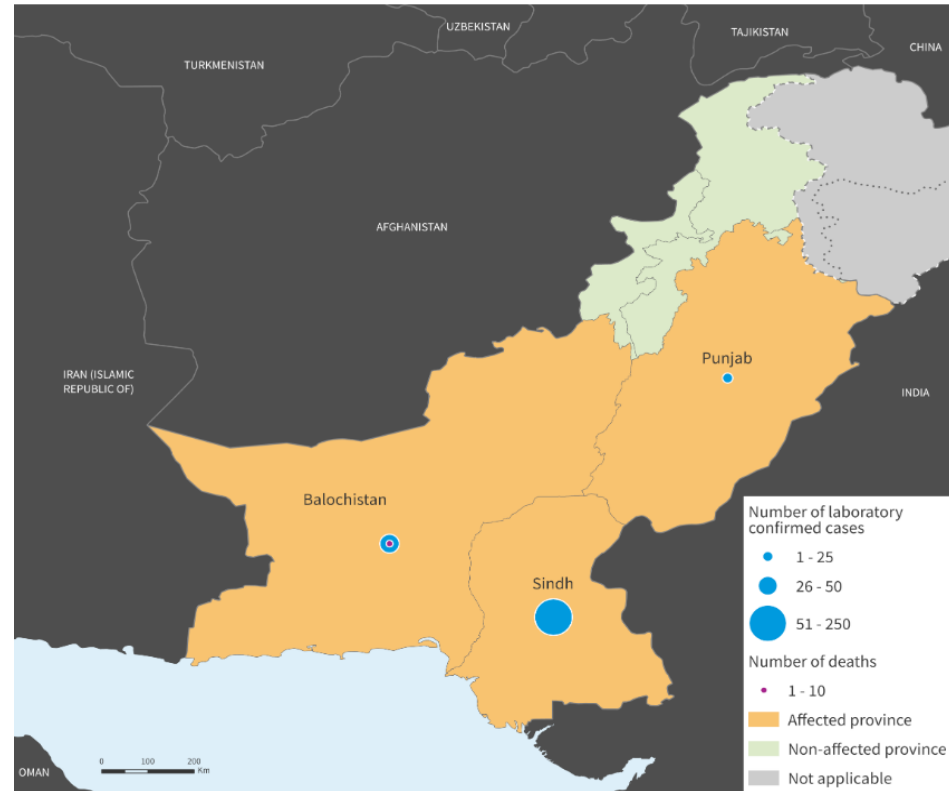 UZBEKISTAN
TAJIKISTAN
CHINA
TURKMENISTAN
AFGHANISTAN
IRAN (ISLAMIC
REPUBLIC OF)
Punjab
INDIA
Balochistan
Sindh
Number of laboratory
confirmed cases
1 - 25
26 - 50
51 - 250
Number of deaths
1 - 10
Affected province
Non-affected province
Not applicable
OMAN
0 100 200
Km